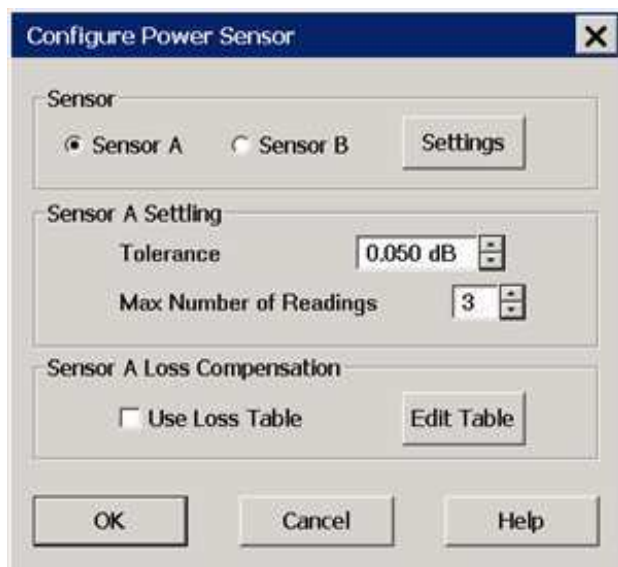 Configure Power Sensor
Sensor
Sensor A Sensor B Settings
Sensor A Settling
Tolerance 0.050 dB
Max Number of Readings 3
Sensor A Loss Compensation
Use Loss Table Edit Table
OK Cancel Help